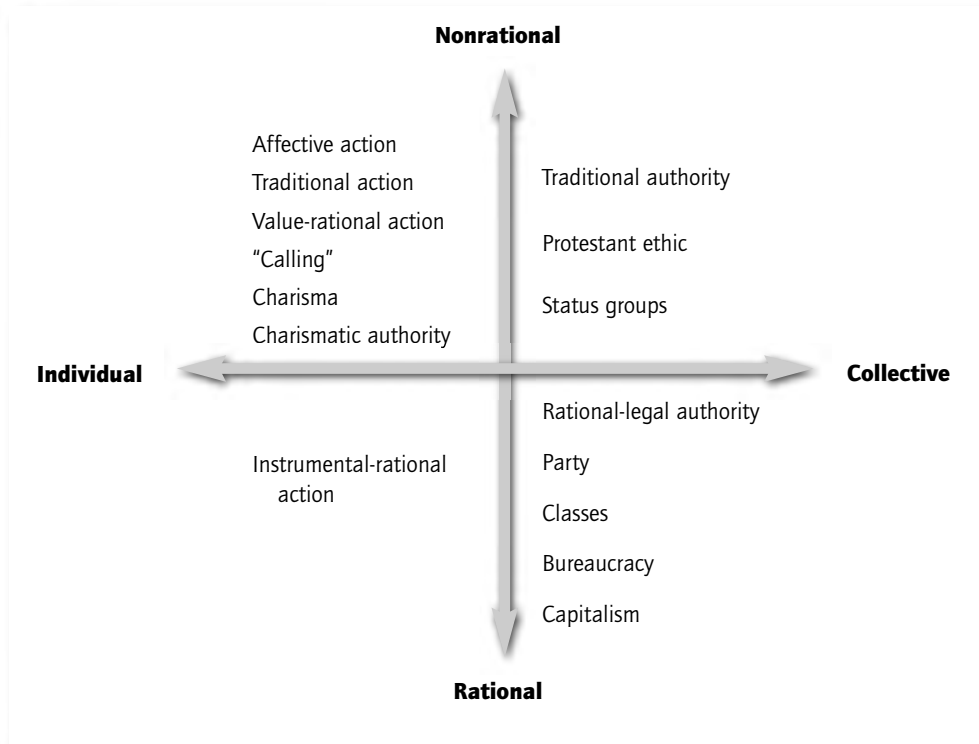 Nonrational
Affective action
Traditional action
Value-rational action
“Calling”
Charisma
Charismatic authority
Traditional authority
Protestant ethic
Status groups
Individual
Collective
Instrumental-rational
action
Rational-legal authority
Party
Classes
Bureaucracy
Capitalism
Rational